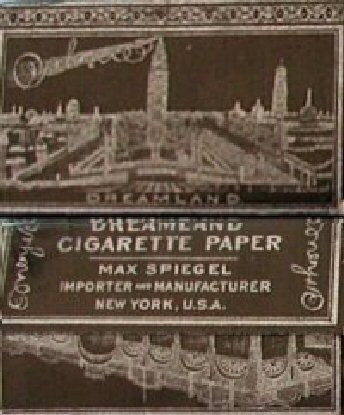 DREAMLAND
DREAMLAND
CIGARETTE PAPER
MAX SPIEGEL
IMPORTER AND MANUFACTURER
NEW YORK, U.S.A.